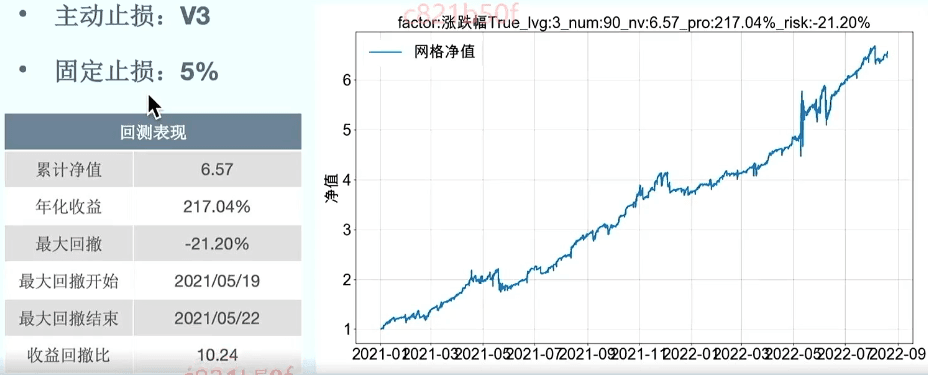 • 主动止损：V3
• 固定止损：5%
回测表现
累计净值 6.57
年化收益 217.04%
最大回撤 -21.20%
最大回撤开始 2021/05/19
最大回撤结束 2021/05/22
收益回撤比 10.24
c821b50f
factor:涨跌幅True_lvg:3_num:90_nv:6.57_pro:217.04%_risk:-21.20%
网格净值
净值
6
5
4
3
2
1
2021-01 2021-03 2021-05 2021-07 2021-09 2021-11 2022-01 2022-03 2022-05 2022-07 2022-09